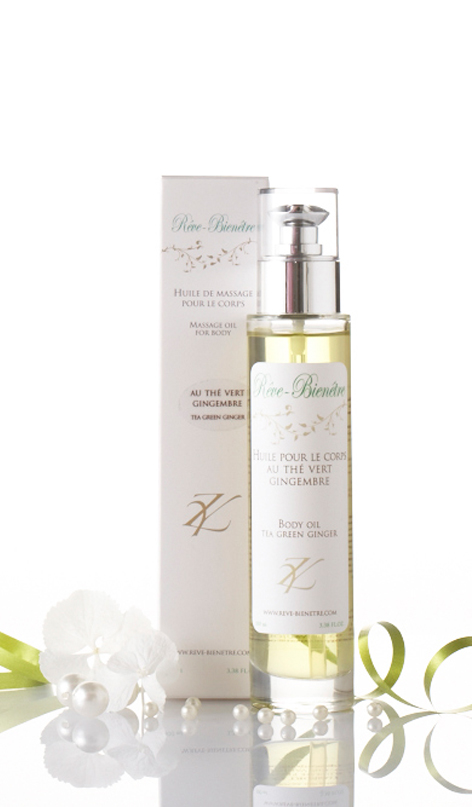 Rêve-Bienêtre
HUILE DE MASSAGE
POUR LE CORPS
MASSAGE OIL
FOR BODY
AU THÉ VERT
GINGEMBRE
TEA GREEN GINGER
WWW.REVE-BIENETRE.COM
3.38 FL.OZ
Rêve-Bienêtre
HUILE POUR LE CORPS
AU THÉ VERT
GINGEMBRE
BODY OIL
TEA GREEN GINGER
WWW.REVE-BIENETRE.COM
3.38 FL.OZ